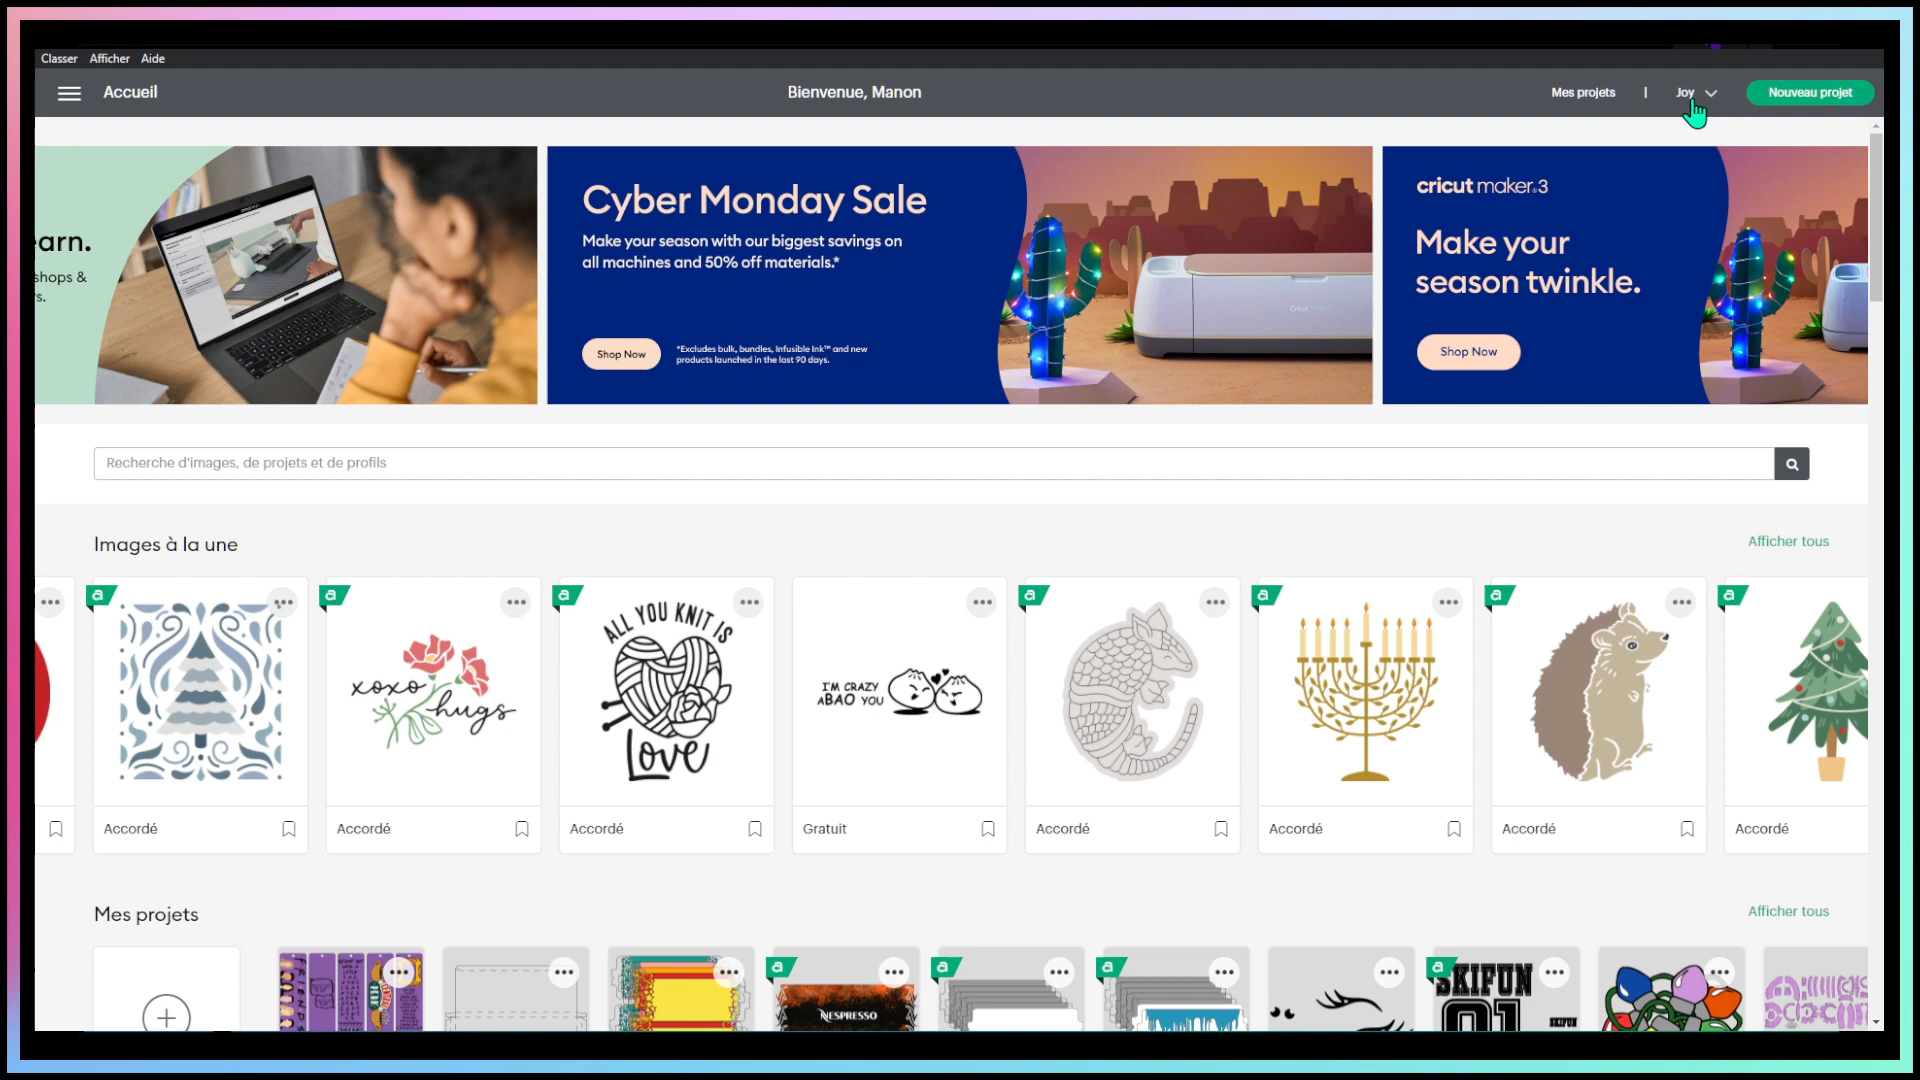 Classer Afficher Aide
Accueil
Bienvenue, Manon
Mes projets | Joy
Nouveau projet
earn.
shops &
rs.
Cyber Monday Sale
Make your season with our biggest savings on
all machines and 50% off materials.*
Shop Now
*Excludes bulk, bundles, Infusible Ink™ and new
products launched in the last 90 days.
cricut maker 3
Make your
season twinkle.
Shop Now
Recherche d'images, de projets et de profils
Images à la une
Afficher tous
xoxo
hugs
ALL YOU KNIT IS
Love
I'M CRAZY
ABAO YOU
Accordé
Accordé
Accordé
Gratuit
Accordé
Accordé
Accordé
Accordé
Mes projets
Afficher tous
NESPRESSO
SKIFUN
01
SKIFUN